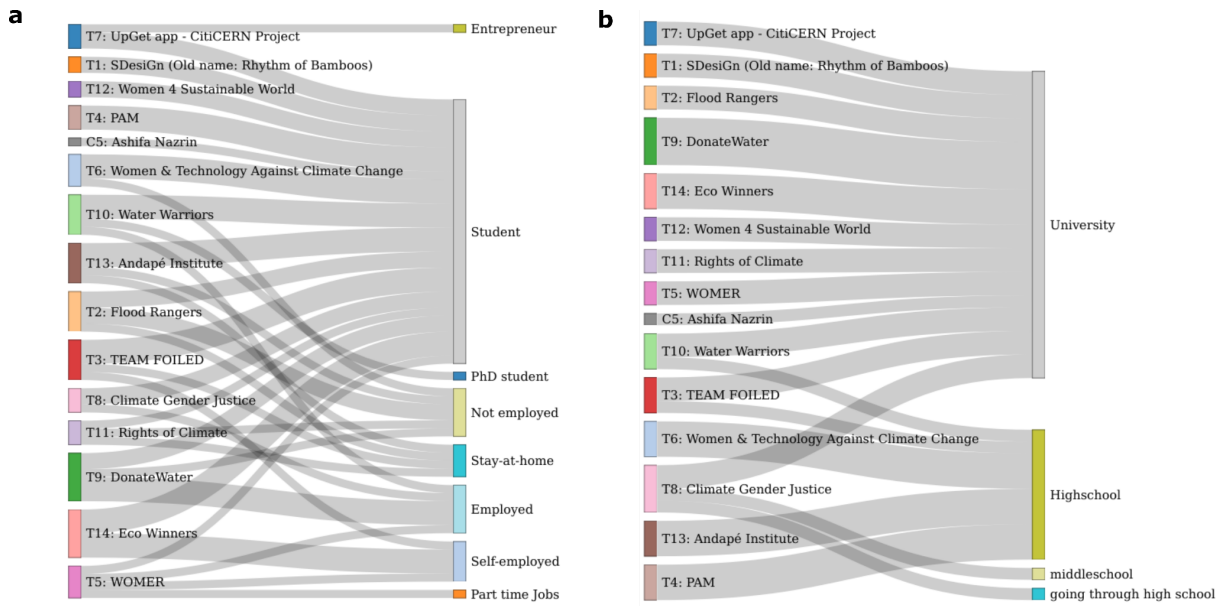 a
T7: UpGet app - CitiCERN Project
T1: SDesiGn (Old name: Rhythm of Bamboos)
T12: Women 4 Sustainable World
T4: PAM
C5: Ashifa Nazrin
T6: Women & Technology Against Climate Change
T10: Water Warriors
T13: Andapé Institute
T2: Flood Rangers
T3: TEAM FOILED
T8: Climate Gender Justice
T11: Rights of Climate
T9: DonateWater
T14: Eco Winners
T5: WOMER
Entrepreneur
Student
PhD student
Not employed
Stay-at-home
Employed
Self-employed
Part time Jobs
b
T7: UpGet app - CitiCERN Project
T1: SDesiGn (Old name: Rhythm of Bamboos)
T2: Flood Rangers
T9: DonateWater
T14: Eco Winners
T12: Women 4 Sustainable World
T11: Rights of Climate
T5: WOMER
C5: Ashifa Nazrin
T10: Water Warriors
T3: TEAM FOILED
T6: Women & Technology Against Climate Change
T8: Climate Gender Justice
T13: Andapé Institute
T4: PAM
University
Highschool
middleschool
going through high school